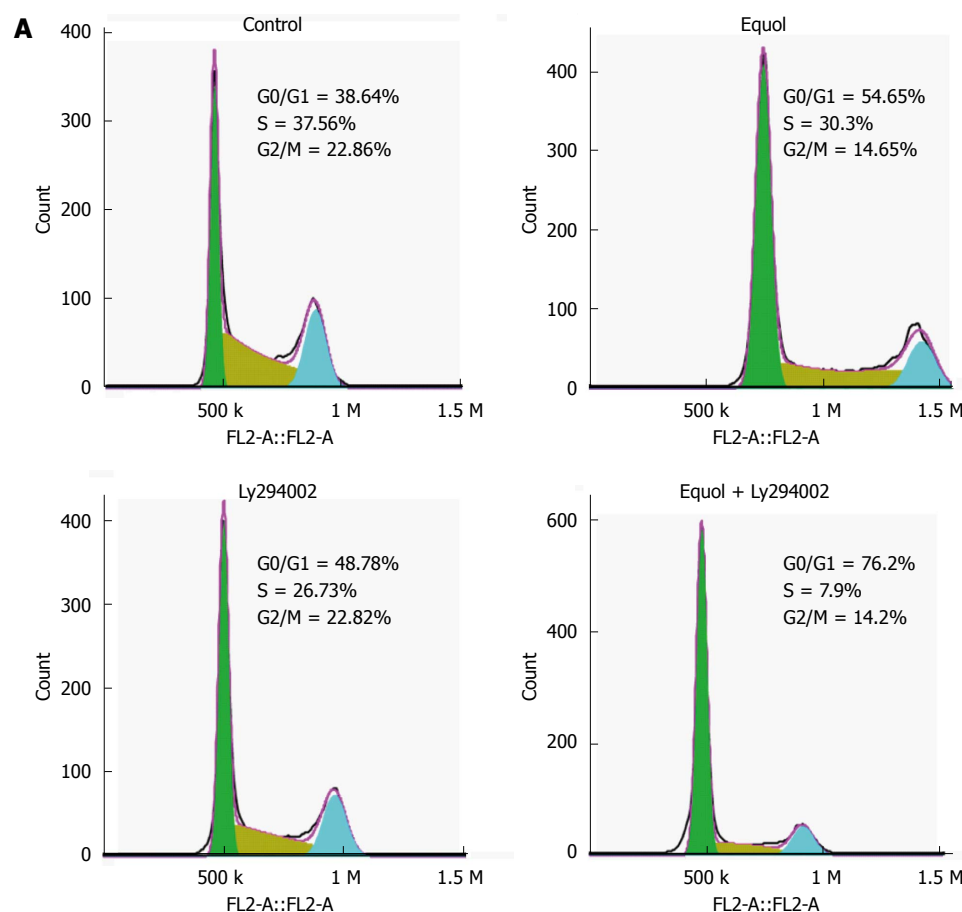 A
Control
400
300
200
100
0
Count
G0/G1 = 38.64%
S = 37.56%
G2/M = 22.86%
500 k 1 M 1.5 M
FL2-A::FL2-A
Equol
400
300
200
100
0
Count
G0/G1 = 54.65%
S = 30.3%
G2/M = 14.65%
500 k 1 M 1.5 M
FL2-A::FL2-A
Ly294002
400
300
200
100
0
Count
G0/G1 = 48.78%
S = 26.73%
G2/M = 22.82%
500 k 1 M 1.5 M
FL2-A::FL2-A
Equol + Ly294002
600
400
200
0
Count
G0/G1 = 76.2%
S = 7.9%
G2/M = 14.2%
500 k 1 M 1.5 M
FL2-A::FL2-A